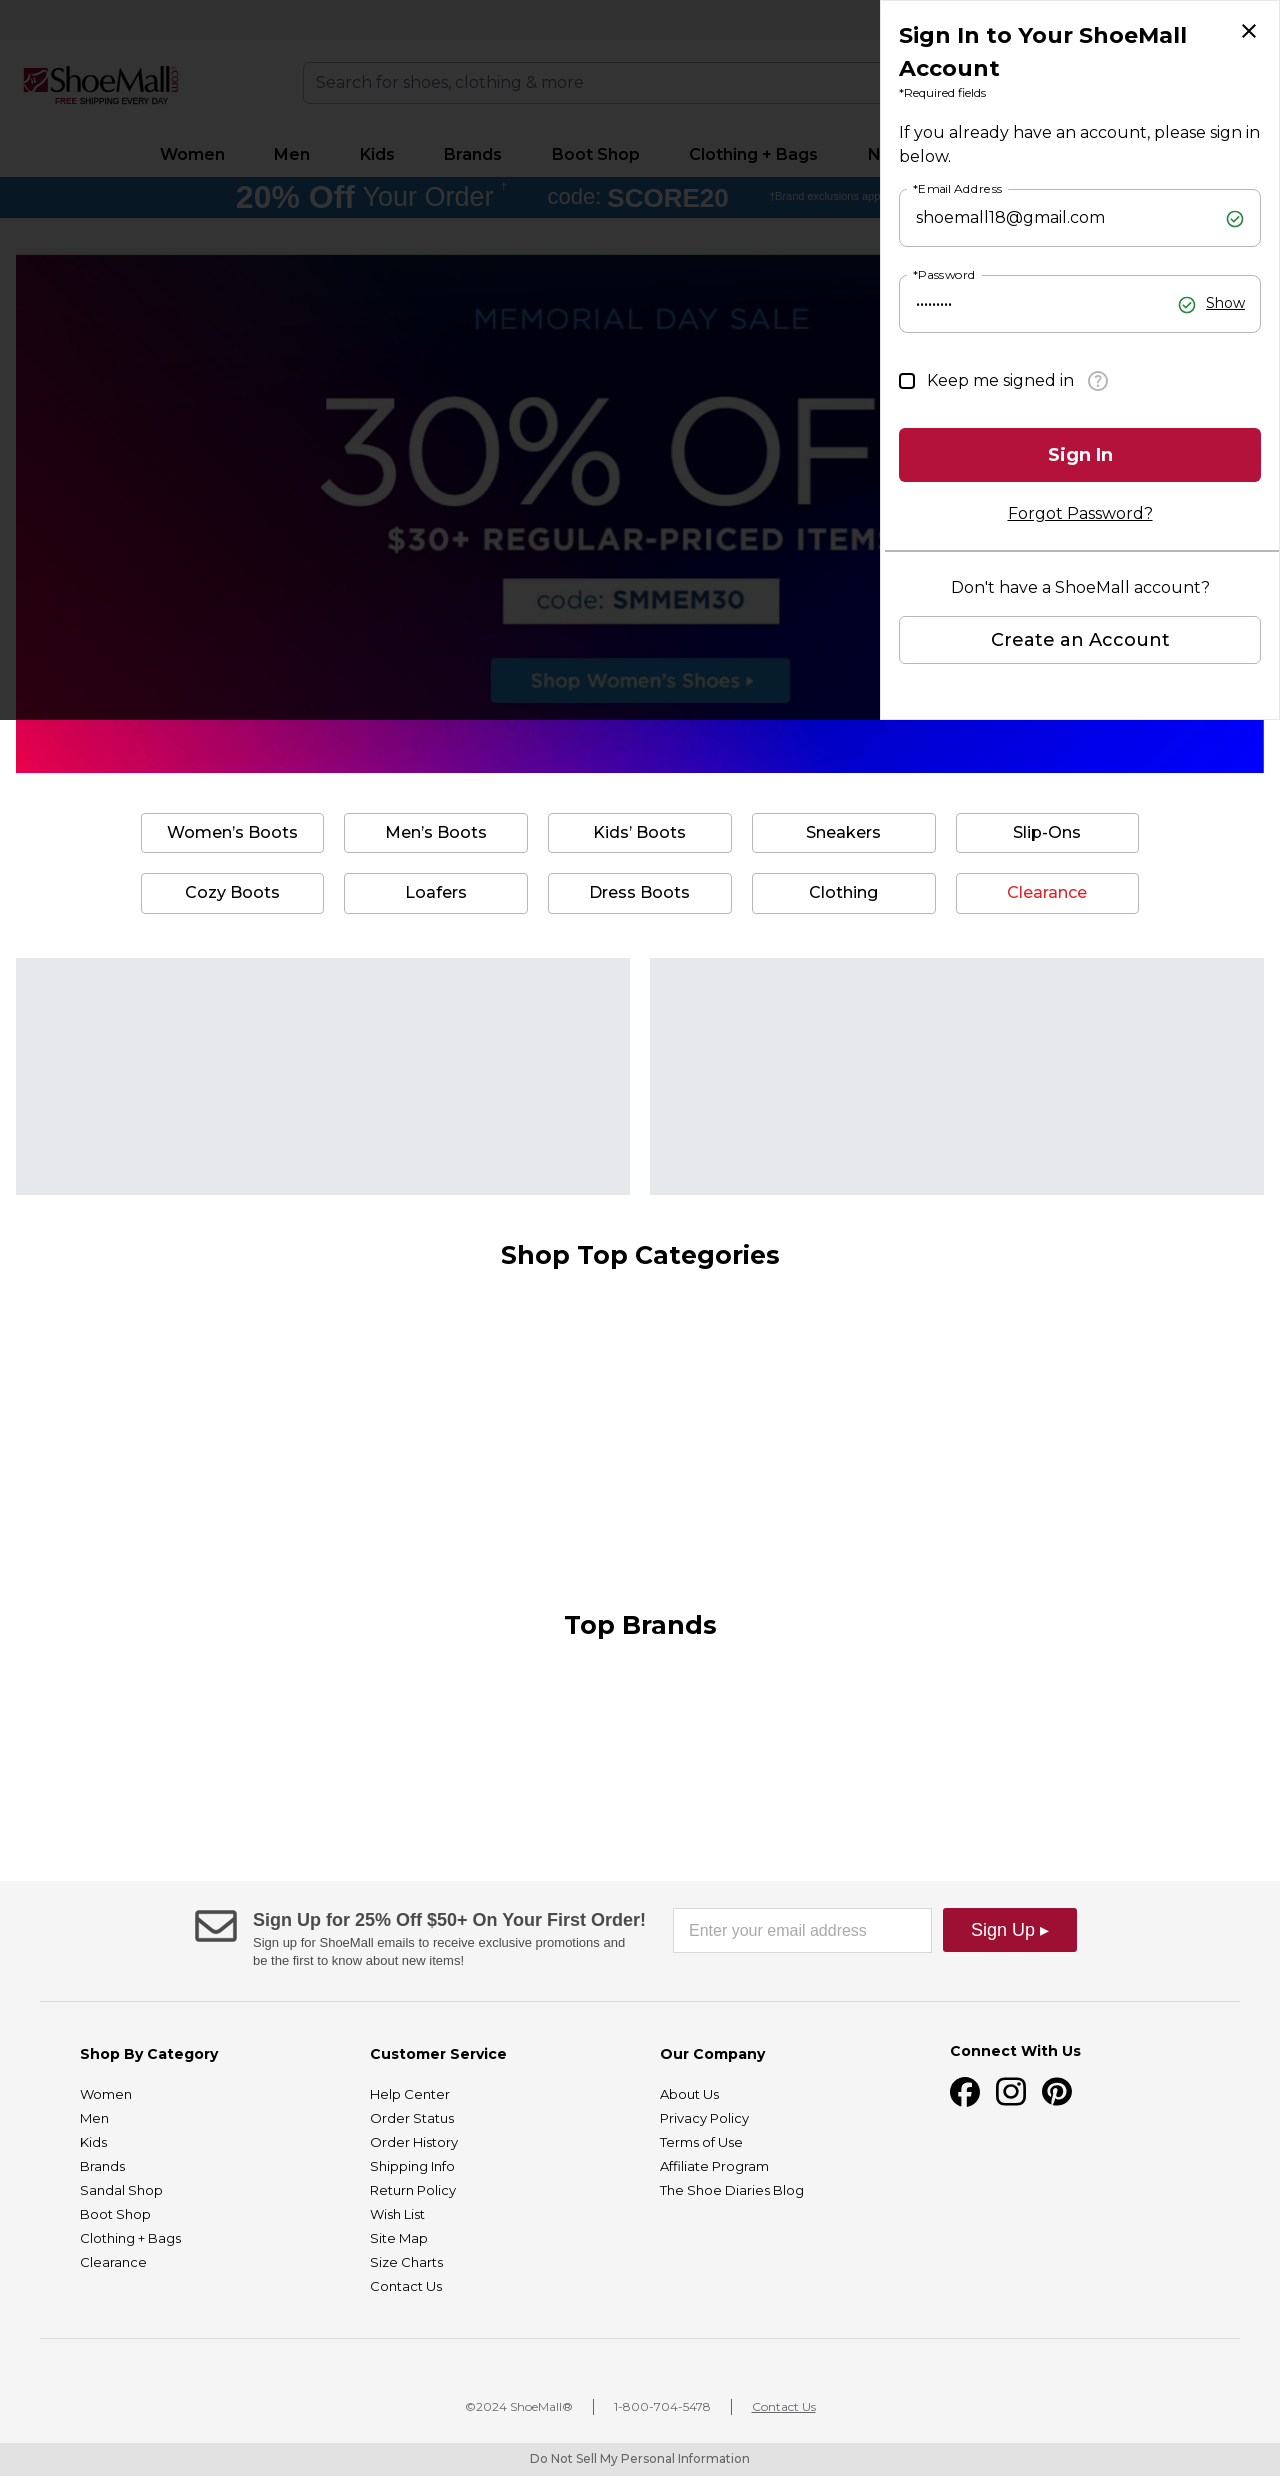 ShoeMall.com
FREE SHIPPING EVERY DAY
Search for shoes, clothing & more
Women Men Kids Brands Boot Shop Clothing + Bags
20% Off Your Order † code: SCORE20 †Brand exclusions
MEMORIAL DAY SALE
30% OF
$30+ REGULAR-PRICED ITEMS
code: SMMEM30
Shop Women's Shoes ▸
Sign In to Your ShoeMall
Account
*Required fields
If you already have an account, please sign in
below.
*Email Address
shoemall18@gmail.com
*Password
•••••••••
Show
Keep me signed in ?
Sign In
Forgot Password?
Don't have a ShoeMall account?
Create an Account
Women’s Boots Men’s Boots Kids’ Boots Sneakers Slip-Ons
Cozy Boots Loafers Dress Boots Clothing Clearance
Shop Top Categories
Top Brands
Sign Up for 25% Off $50+ On Your First Order!
Sign up for ShoeMall emails to receive exclusive promotions and
be the first to know about new items!
Enter your email address
Sign Up ▸
Shop By Category
Women
Men
Kids
Brands
Sandal Shop
Boot Shop
Clothing + Bags
Clearance
Customer Service
Help Center
Order Status
Order History
Shipping Info
Return Policy
Wish List
Site Map
Size Charts
Contact Us
Our Company
About Us
Privacy Policy
Terms of Use
Affiliate Program
The Shoe Diaries Blog
Connect With Us
©2024 ShoeMall® 1-800-704-5478 Contact Us
Do Not Sell My Personal Information